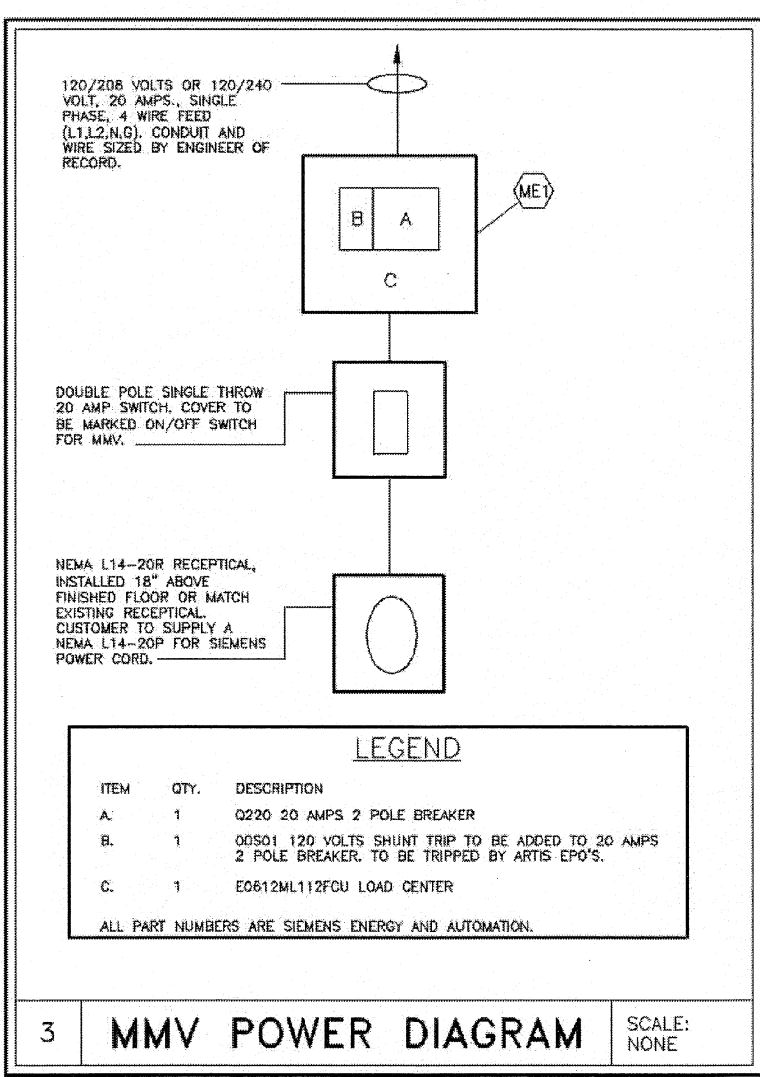 120/208 VOLTS OR 120/240
VOLT, 20 AMPS., SINGLE
PHASE, 4 WIRE FEED
(L1,L2,N,G). CONDUIT AND
WIRE SIZED BY ENGINEER OF
RECORD.
ME1
B A
C
DOUBLE POLE SINGLE THROW
20 AMP SWITCH. COVER TO
BE MARKED ON/OFF SWITCH
FOR MMV.
NEMA L14-20R RECEPTICAL,
INSTALLED 18" ABOVE
FINISHED FLOOR OR MATCH
EXISTING RECEPTICAL.
CUSTOMER TO SUPPLY A
NEMA L14-20P FOR SIEMENS
POWER CORD.
LEGEND
ITEM QTY. DESCRIPTION
A. 1 Q220 20 AMPS 2 POLE BREAKER
B. 1 00S01 120 VOLTS SHUNT TRIP TO BE ADDED TO 20 AMPS
2 POLE BREAKER. TO BE TRIPPED BY ARTIS EPO'S.
C. 1 E0612ML112FCU LOAD CENTER
ALL PART NUMBERS ARE SIEMENS ENERGY AND AUTOMATION.
3 MMV POWER DIAGRAM SCALE:
NONE